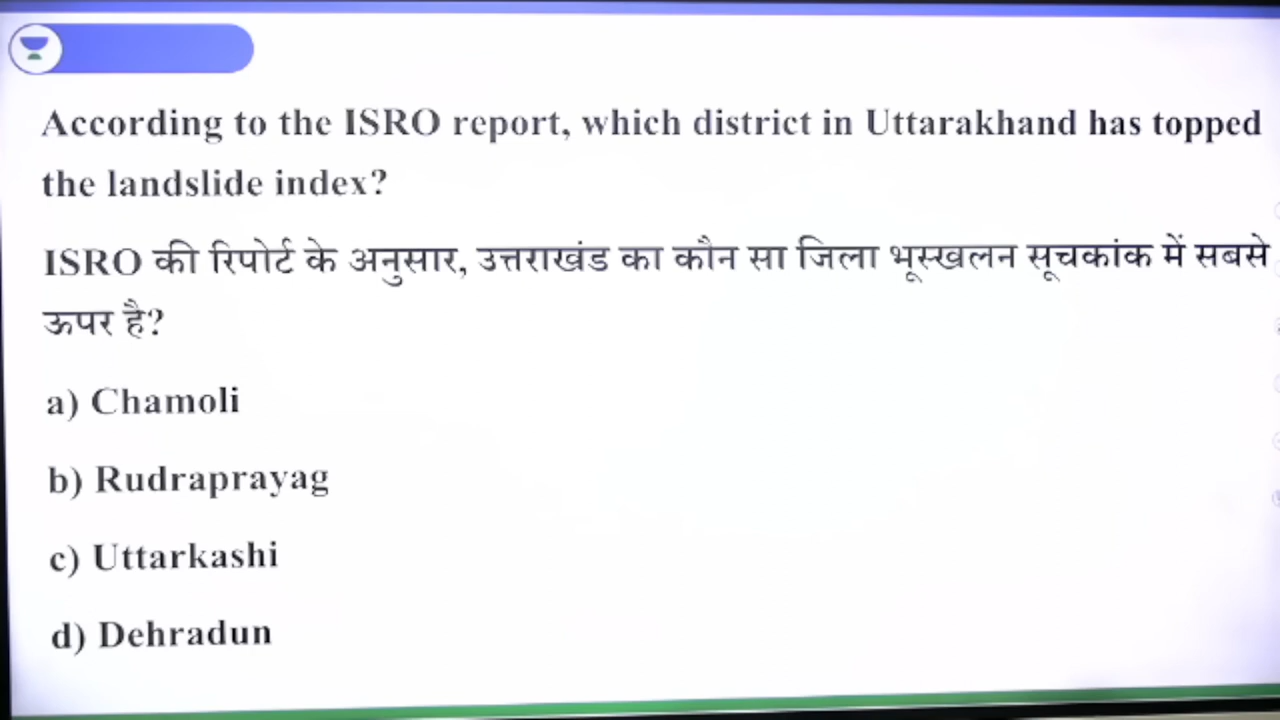 According to the ISRO report, which district in Uttarakhand has topped
the landslide index?
ISRO की रिपोर्ट के अनुसार, उत्तराखंड का कौन सा जिला भूस्खलन सूचकांक में सबसे
ऊपर है?
a) Chamoli
b) Rudraprayag
c) Uttarkashi
d) Dehradun